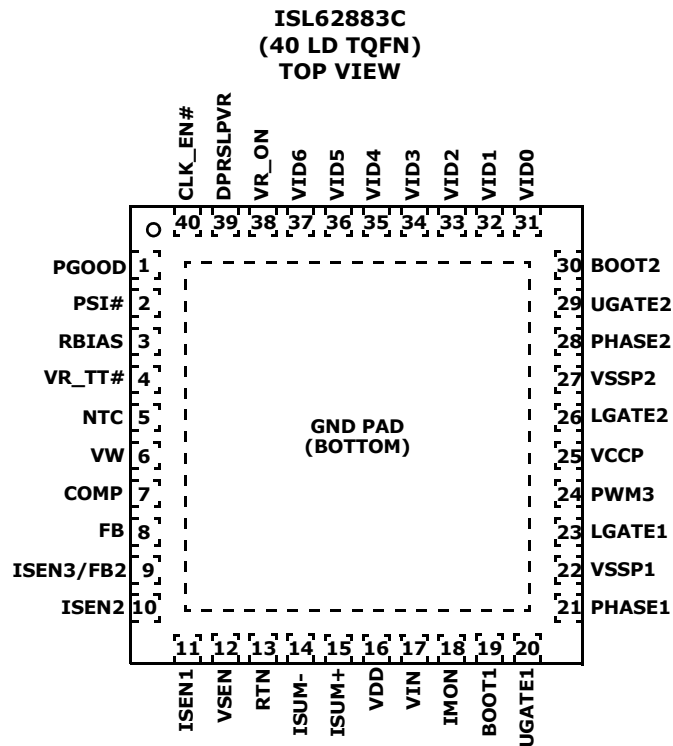 ISL62883C
(40 LD TQFN)
TOP VIEW
CLK_EN#
DPRSLPVR
VR_ON
VID6
VID5
VID4
VID3
VID2
VID1
VID0
40 39 38 37 36 35 34 33 32 31
PGOOD 1
PSI# 2
RBIAS 3
VR_TT# 4
NTC 5
VW 6
COMP 7
FB 8
ISEN3/FB2 9
ISEN2 10
GND PAD
(BOTTOM)
30 BOOT2
29 UGATE2
28 PHASE2
27 VSSP2
26 LGATE2
25 VCCP
24 PWM3
23 LGATE1
22 VSSP1
21 PHASE1
11 12 13 14 15 16 17 18 19 20
ISEN1
VSEN
RTN
ISUM-
ISUM+
VDD
VIN
IMON
BOOT1
UGATE1